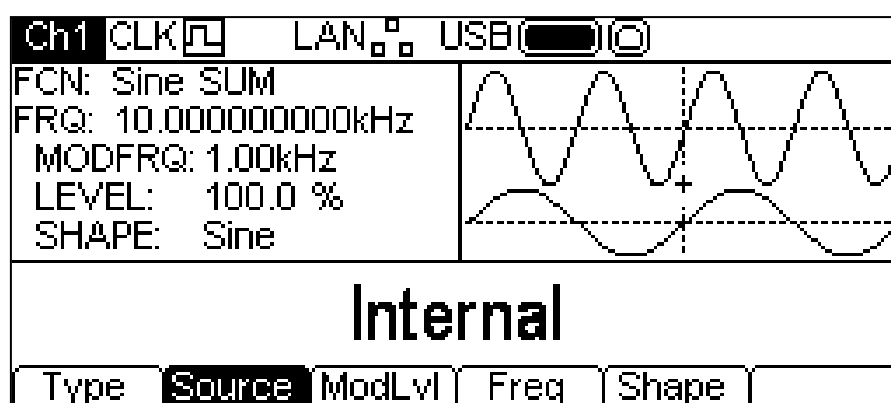 Ch1 CLK LAN USB
FCN: Sine SUM
FRQ: 10.000000000kHz
MODFRQ: 1.00kHz
LEVEL: 100.0 %
SHAPE: Sine
Internal
Type Source ModLvl Freq Shape